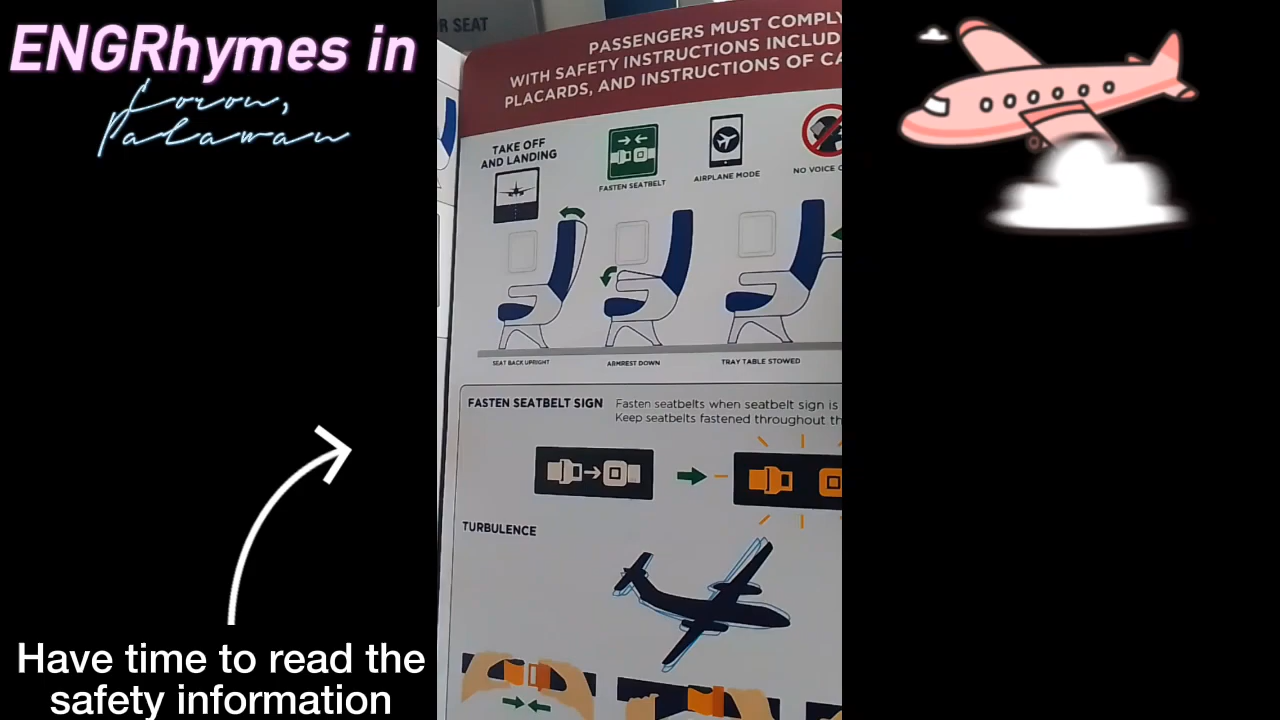 ENGRhymes in
Coron,
Palawan
R SEAT
PASSENGERS MUST COMPLY
WITH SAFETY INSTRUCTIONS INCLUD
PLACARDS, AND INSTRUCTIONS OF CA
TAKE OFF
AND LANDING
FASTEN SEATBELT
AIRPLANE MODE
NO VOICE C
SEAT BACK UPRIGHT
ARMREST DOWN
TRAY TABLE STOWED
FASTEN SEATBELT SIGN
Fasten seatbelts when seatbelt sign is
Keep seatbelts fastened throughout th
TURBULENCE
Have time to read the
safety information